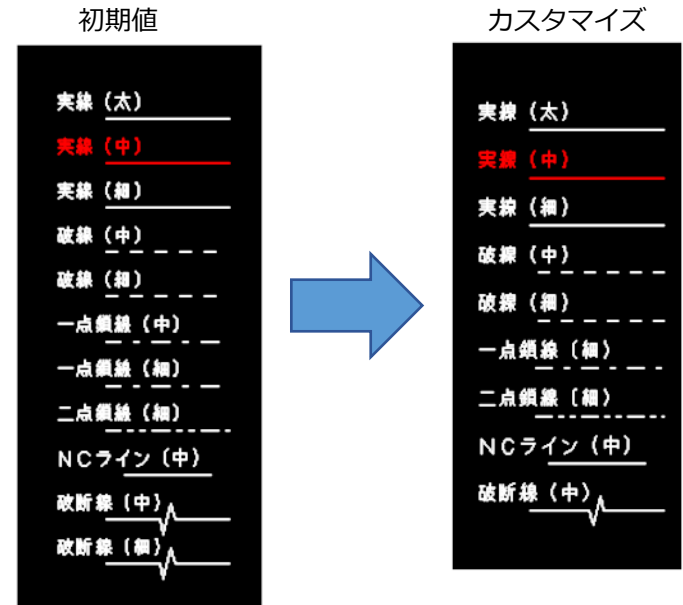 初期値
実線（太）
実線（中）
実線（細）
破線（中）
破線（細）
一点鎖線（中）
一点鎖線（細）
二点鎖線（細）
NCライン（中）
破断線（中）
破断線（細）
カスタマイズ
実線（太）
実線（中）
実線（細）
破線（中）
破線（細）
一点鎖線（細）
二点鎖線（細）
NCライン（中）
破断線（中）